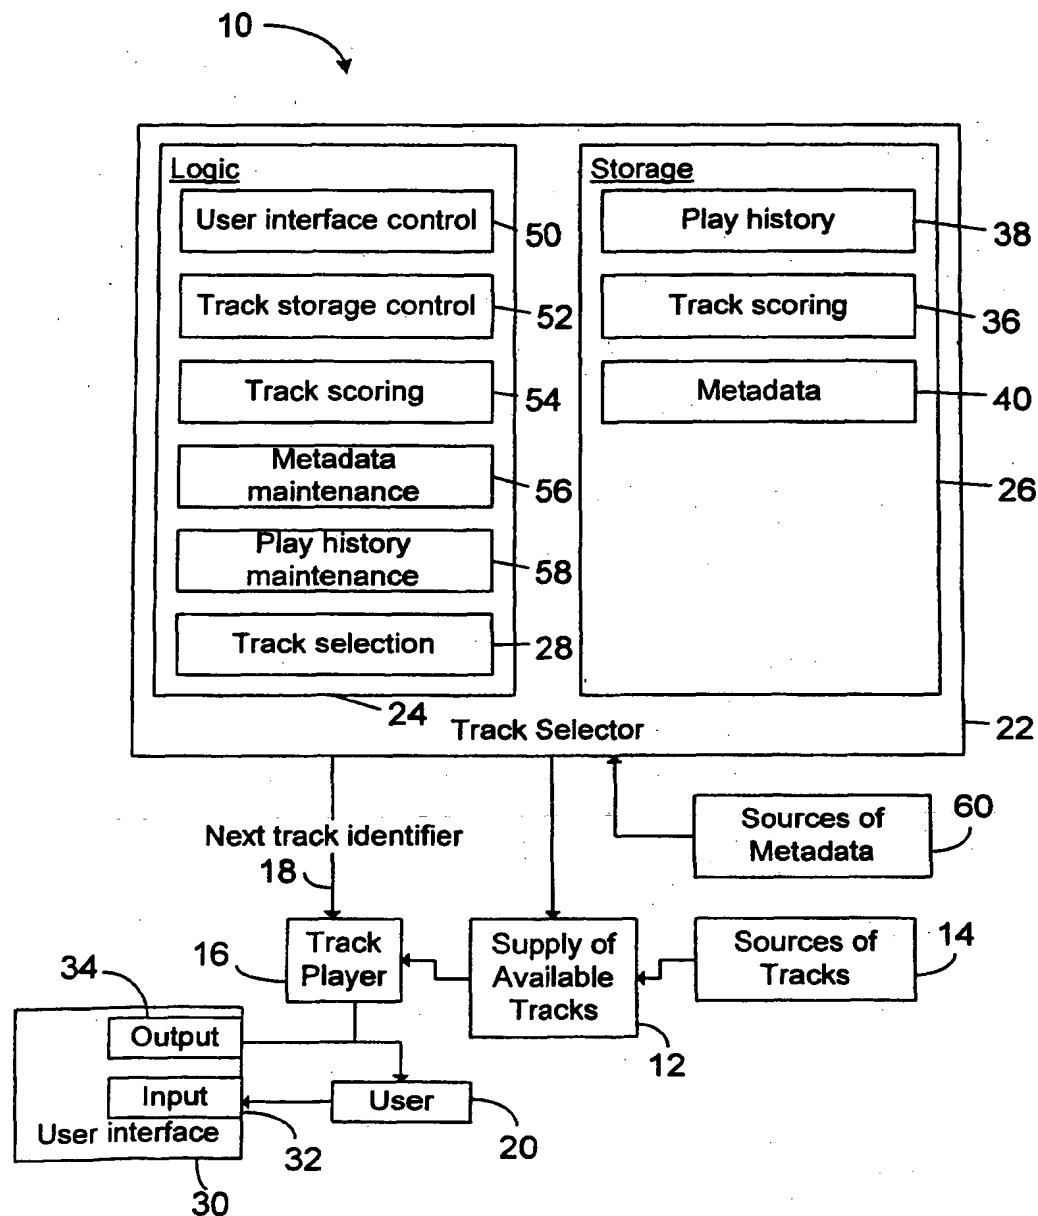 10
Logic
User interface control
50
Track storage control
52
Track scoring
54
Metadata
maintenance
56
Play history
maintenance
58
Track selection
28
24
Storage
Play history
38
Track scoring
36
Metadata
40
26
Track Selector
22
Next track identifier
18
Sources of
Metadata
60
Track
Player
16
Supply of
Available
Tracks
12
Sources of
Tracks
14
34
Output
Input
User interface
32
30
User
20